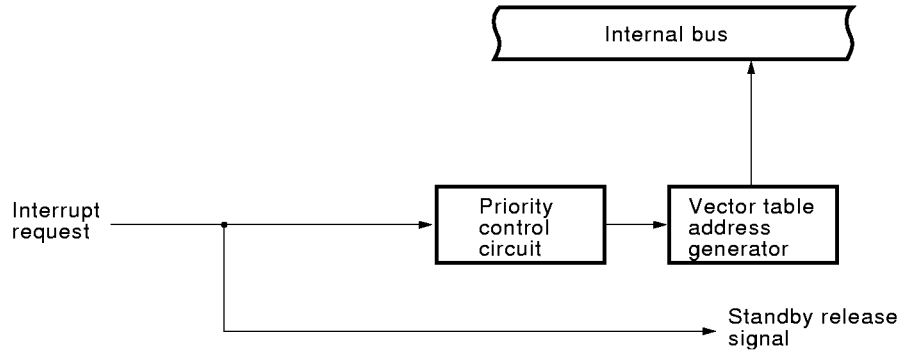 Internal bus
Interrupt
request
Priority
control
circuit
Vector table
address
generator
Standby release
signal